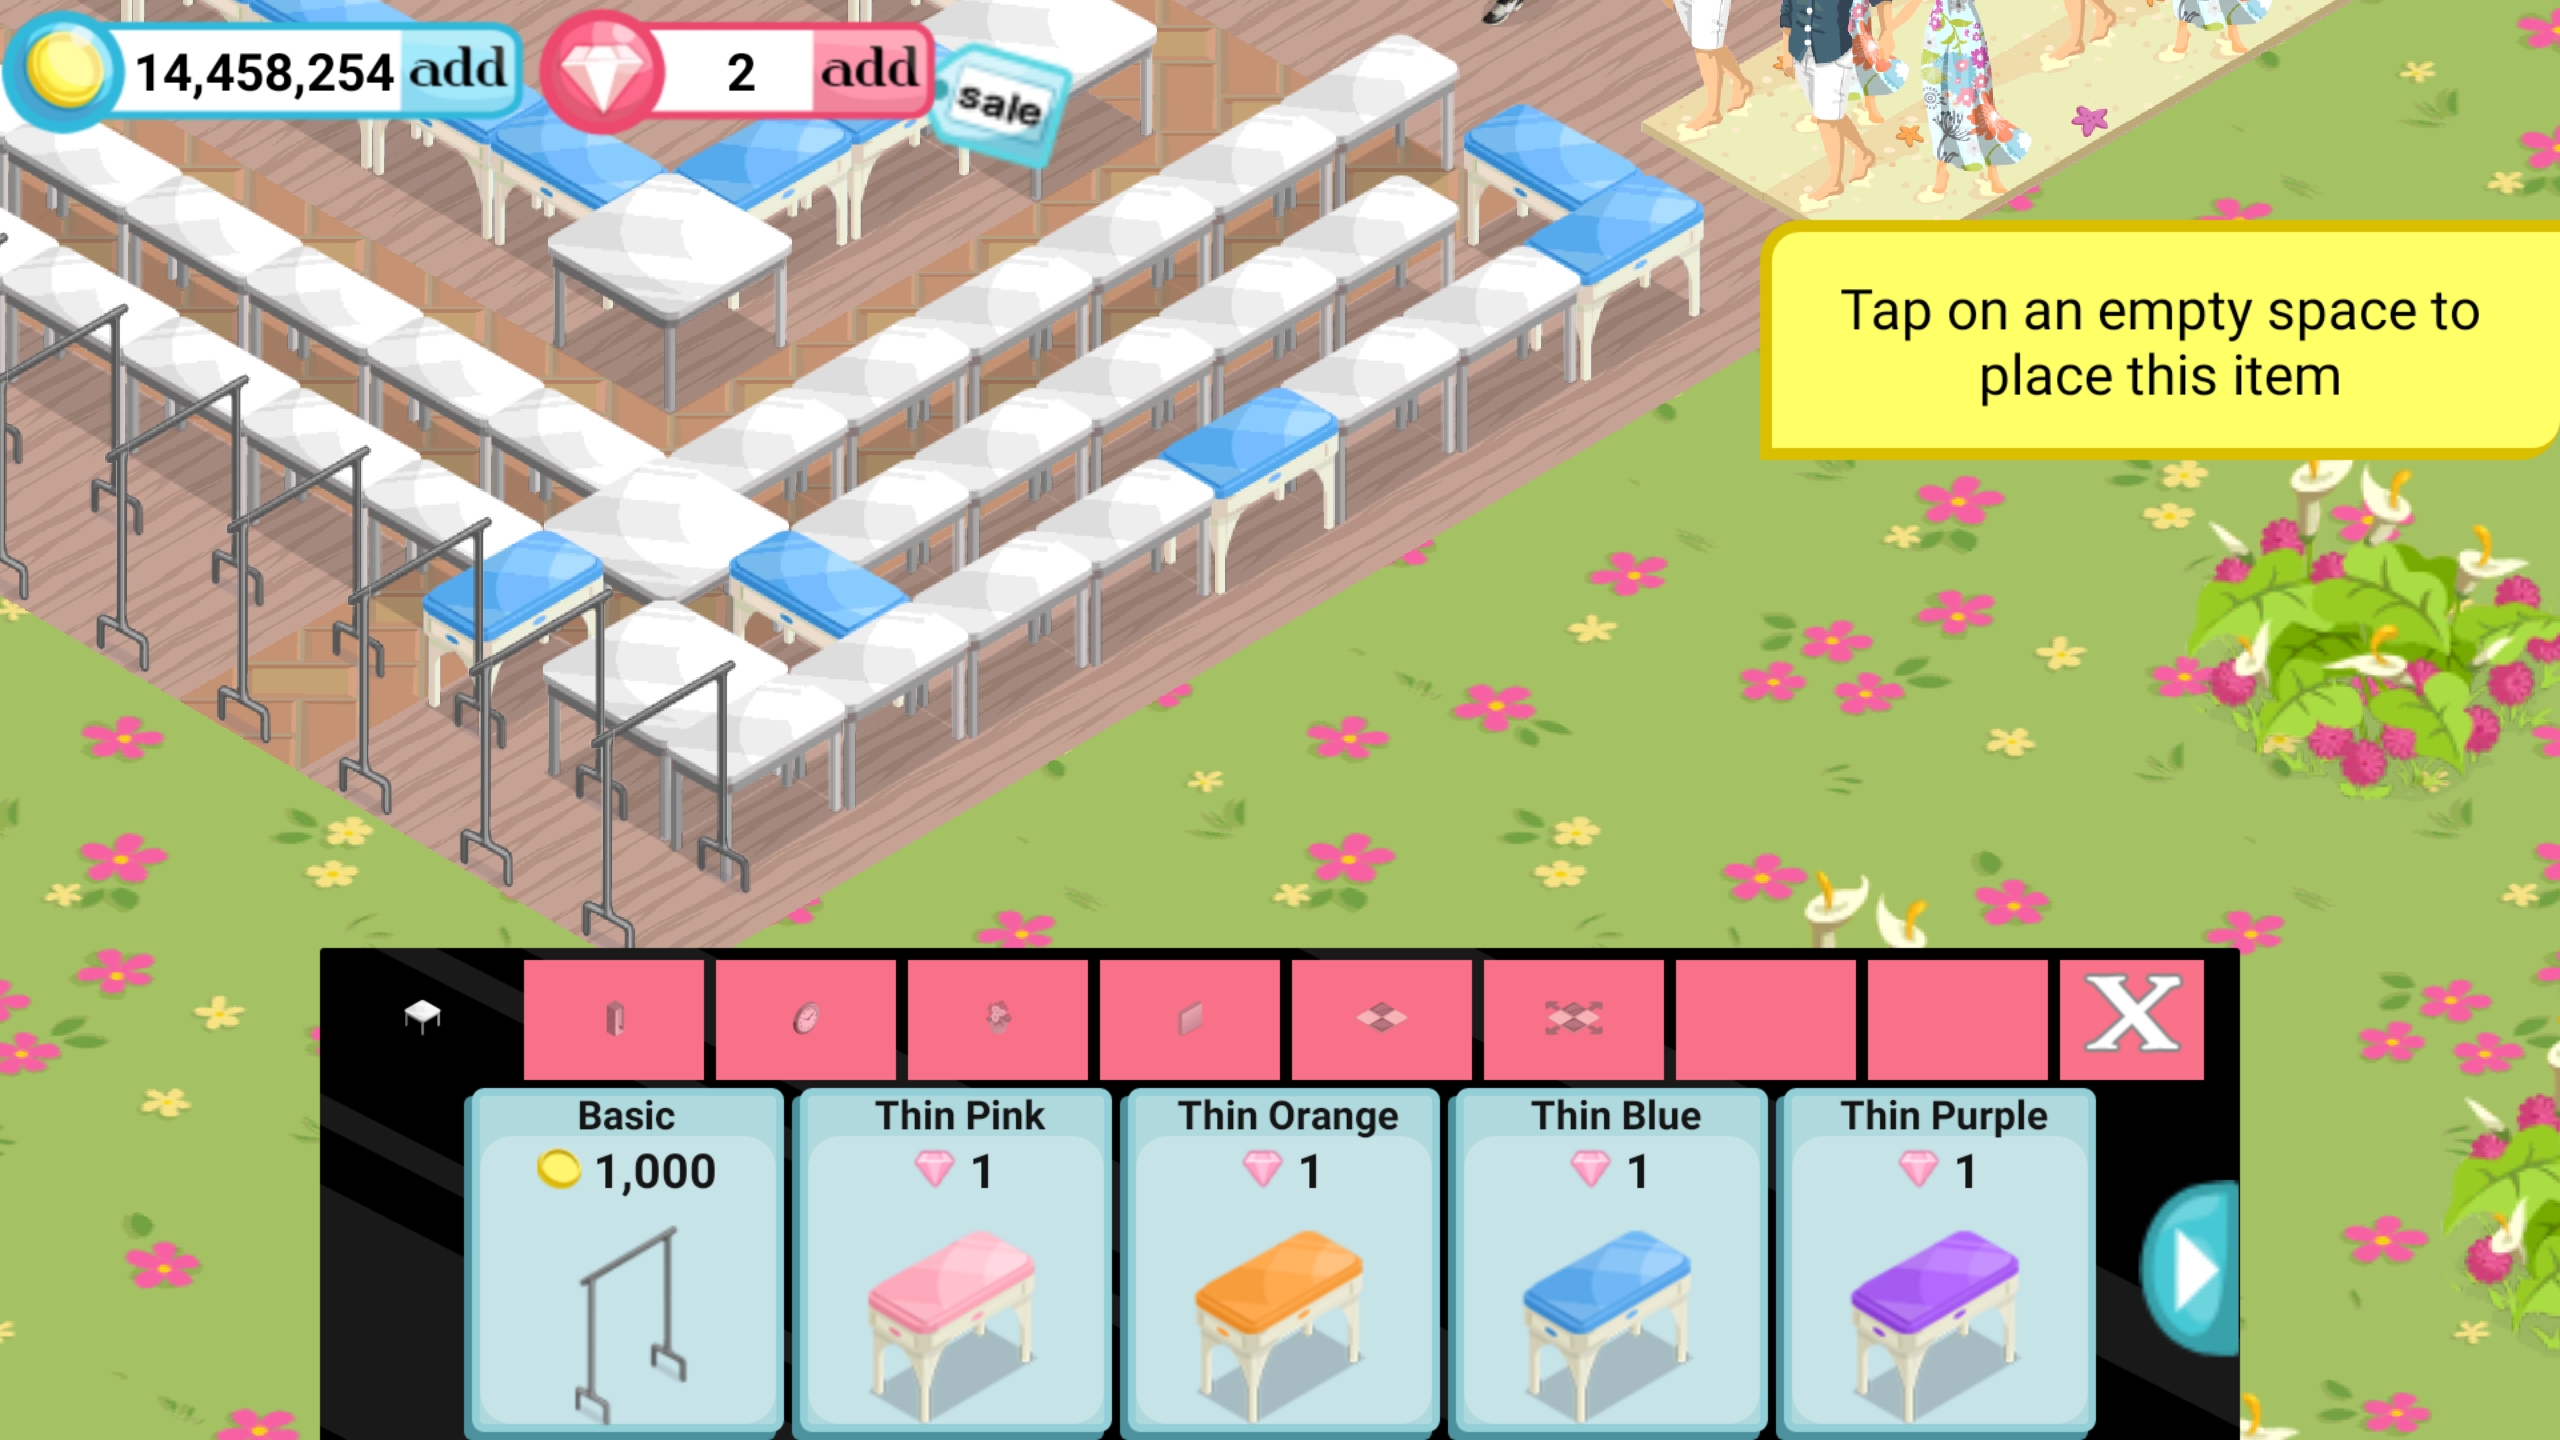 14,458,254 add
2 add
sale
Tap on an empty space to
place this item
X
Basic
1,000
Thin Pink
1
Thin Orange
1
Thin Blue
1
Thin Purple
1